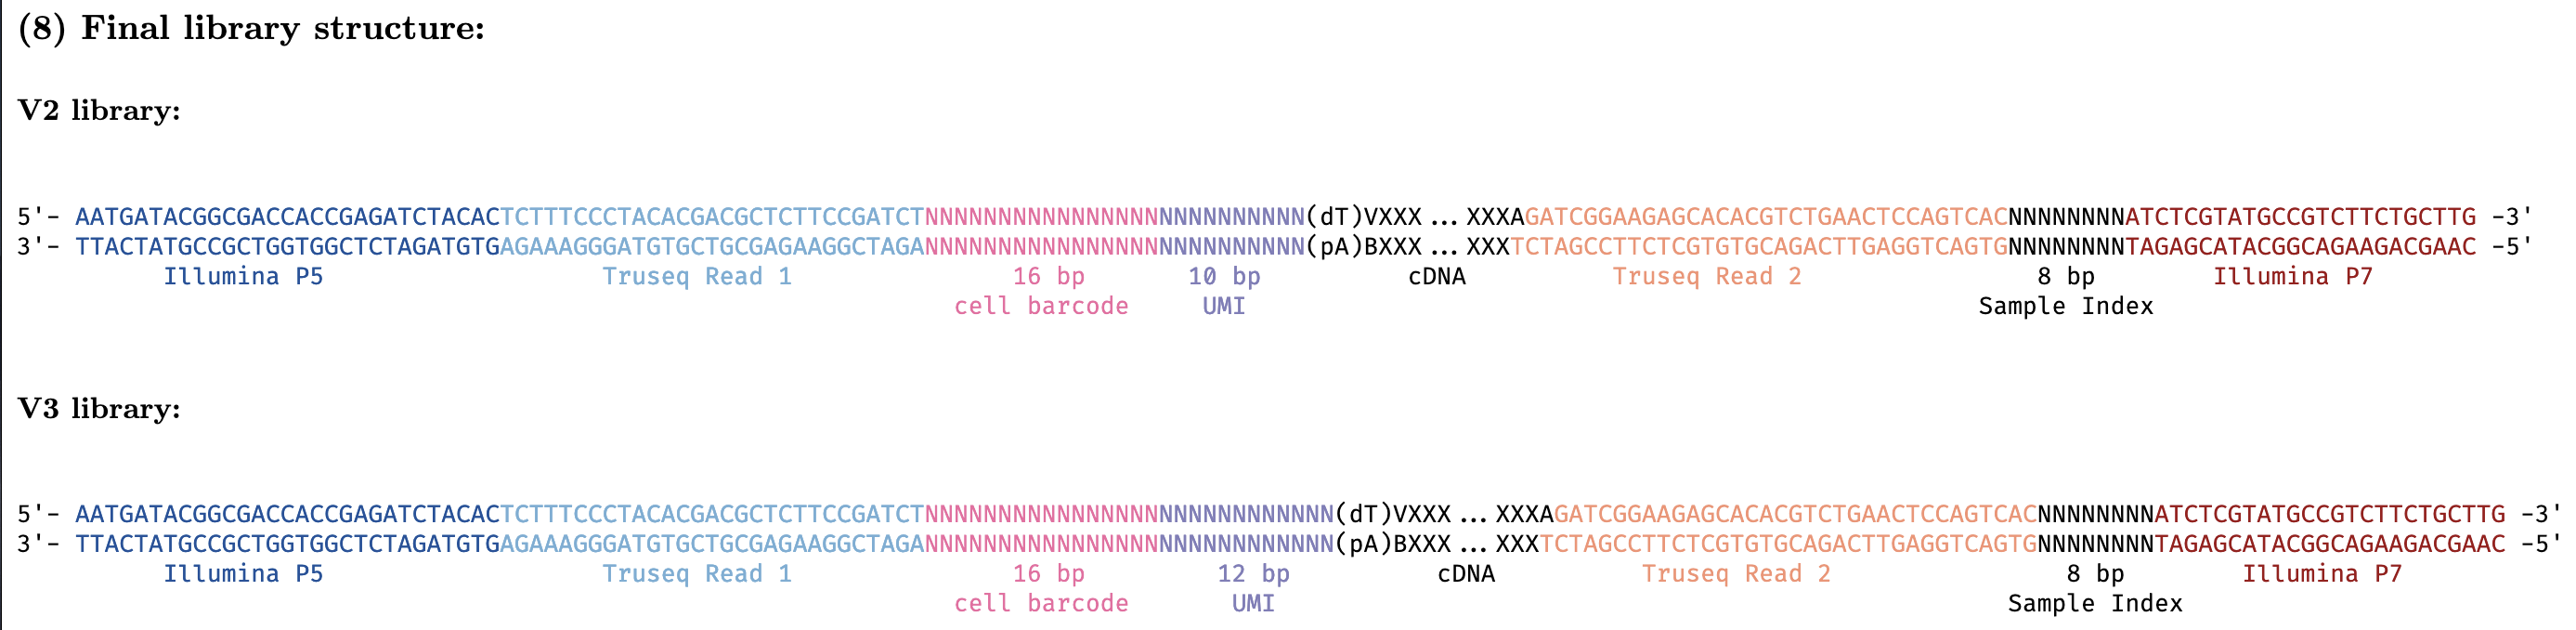 (8) Final library structure:
V2 library:
5'- AATGATACGGCGACCACCGAGATCTACACTCTTTCCCTACACGACGCTCTTCCGATCTNNNNNNNNNNNNNNNNNNNNNNNNNN(dT)VXXX ... XXXAGATCGGAAGAGCACACGTCTGAACTCCAGTCACNNNNNNNNATCTCGTATGCCGTCTTCTGCTTG -3'
3'- TTACTATGCCGCTGGTGGCTCTAGATGTGAGAAAGGGATGTGCTGCGAGAAGGCTAGANNNNNNNNNNNNNNNNNNNNNNNNNN(pA)BXXX ... XXXTCTAGCCTTCTCGTGTGCAGACTTGAGGTCAGTGNNNNNNNNTAGAGCATACGGCAGAAGACGAAC -5'
Illumina P5 Truseq Read 1 16 bp 10 bp cDNA Truseq Read 2 8 bp Illumina P7
cell barcode UMI Sample Index
V3 library:
5'- AATGATACGGCGACCACCGAGATCTACACTCTTTCCCTACACGACGCTCTTCCGATCTNNNNNNNNNNNNNNNNNNNNNNNNNNNN(dT)VXXX ... XXXAGATCGGAAGAGCACACGTCTGAACTCCAGTCACNNNNNNNNATCTCGTATGCCGTCTTCTGCTTG -3'
3'- TTACTATGCCGCTGGTGGCTCTAGATGTGAGAAAGGGATGTGCTGCGAGAAGGCTAGANNNNNNNNNNNNNNNNNNNNNNNNNNNN(pA)BXXX ... XXXTCTAGCCTTCTCGTGTGCAGACTTGAGGTCAGTGNNNNNNNNTAGAGCATACGGCAGAAGACGAAC -5'
Illumina P5 Truseq Read 1 16 bp 12 bp cDNA Truseq Read 2 8 bp Illumina P7
cell barcode UMI Sample Index